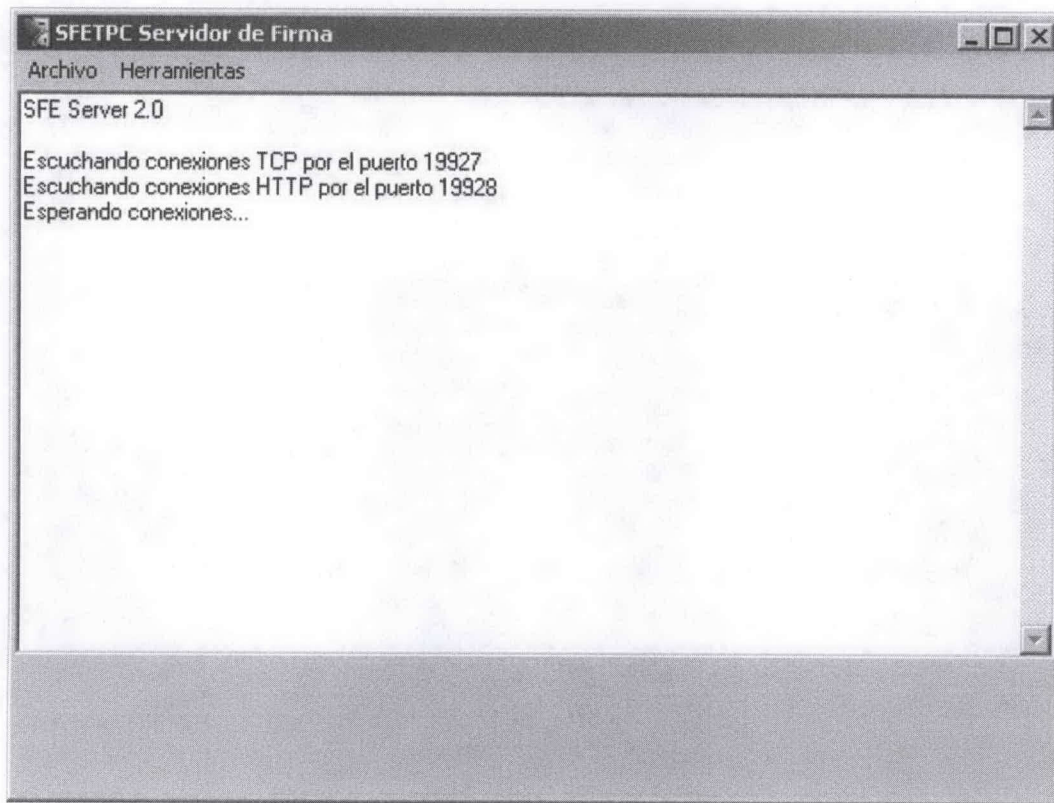 SFETPC Servidor de Firma
Archivo Herramientas
SFE Server 2.0
Escuchando conexiones TCP por el puerto 19927
Escuchando conexiones HTTP por el puerto 19928
Esperando conexiones...